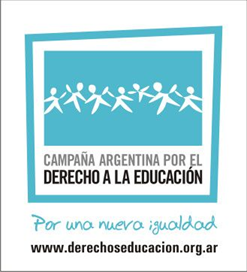 CAMPAÑA ARGENTINA POR EL
DERECHO A LA EDUCACIÓN
Por una nueva igualdad
www.derechoseducacion.org.ar